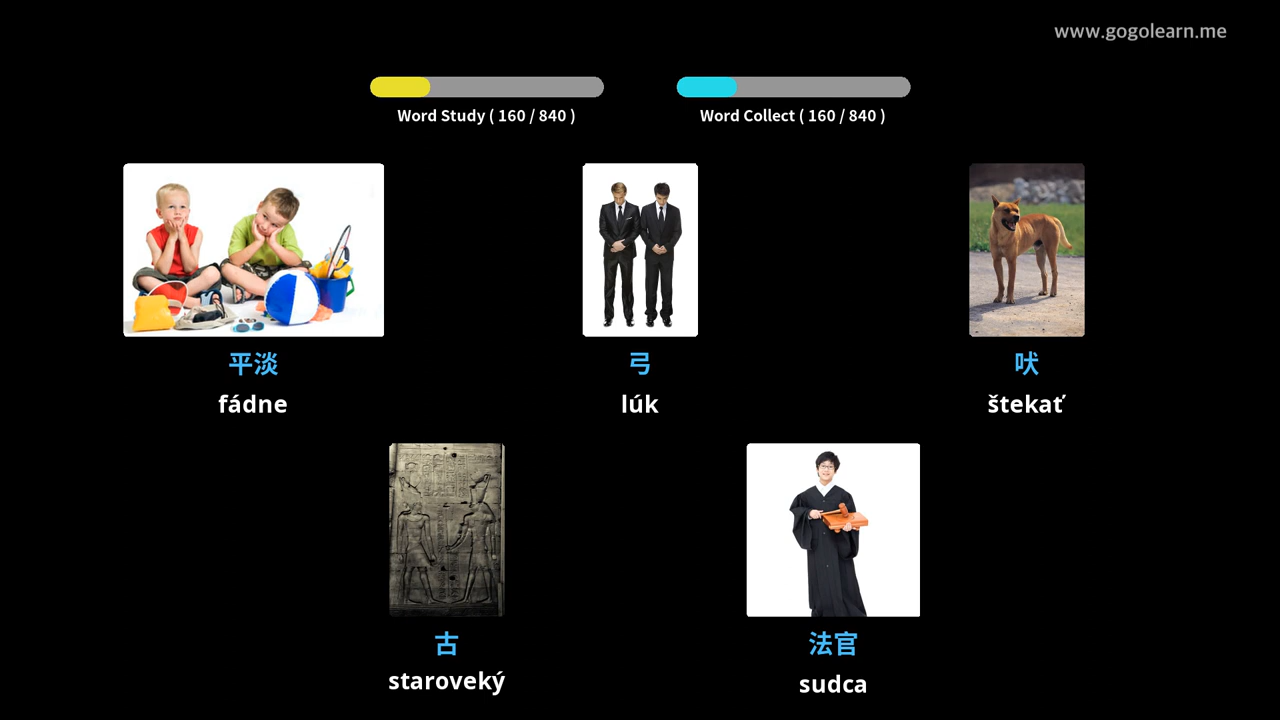 www.gogolearn.me
Word Study ( 160 / 840 )
Word Collect ( 160 / 840 )
平淡
fádne
弓
lúk
吠
štekať
古
staroveký
法官
sudca